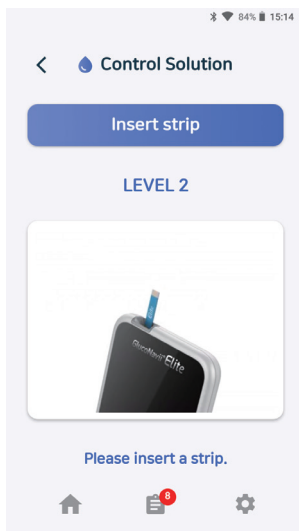 84% 15:14
Control Solution
Insert strip
LEVEL 2
GlucoNavii Elite
Please insert a strip.
8